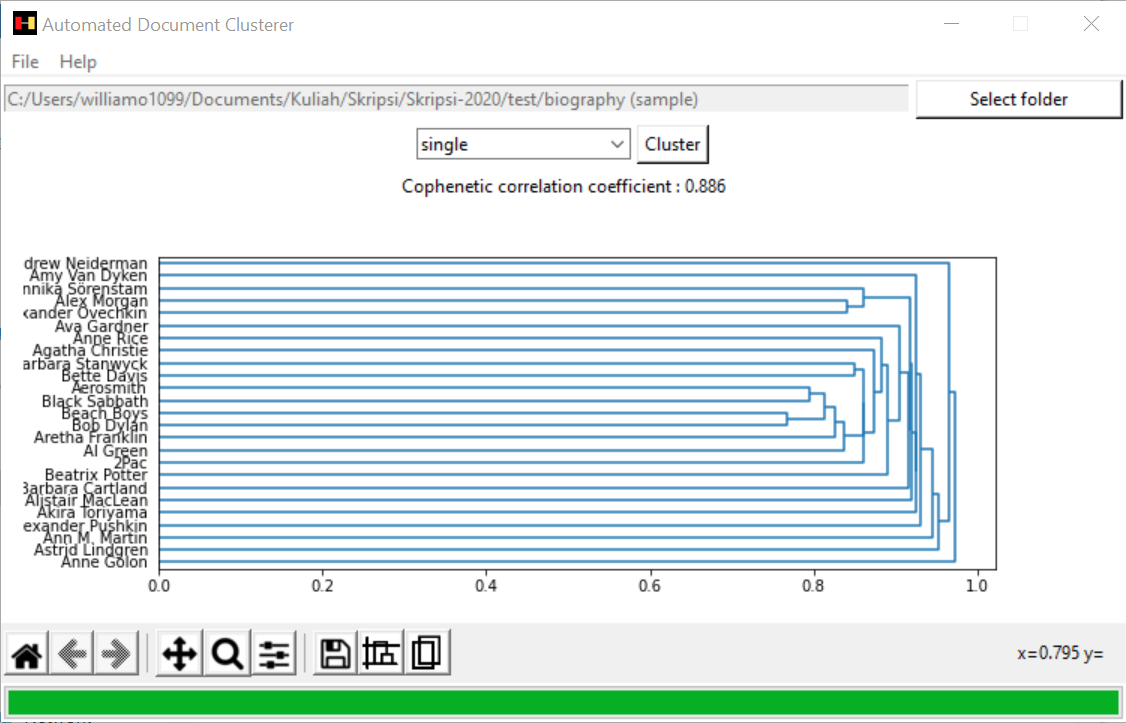 Automated Document Clusterer
File Help
C:/Users/williamo1099/Documents/Kuliah/Skripsi/Skripsi-2020/test/biography (sample) Select folder
single Cluster
Cophenetic correlation coefficient : 0.886
drew Neiderman
Amy Van Dyken
nnika Sörenstam
Alex Morgan
xander Ovechkin
Ava Gardner
Anne Rice
Agatha Christie
arbara Stanwyck
Bette Davis
Aerosmith
Black Sabbath
Beach Boys
Bob Dylan
Aretha Franklin
Al Green
2Pac
Beatrix Potter
Barbara Cartland
Alistair MacLean
Akira Toriyama
exander Pushkin
Ann M. Martin
Astrid Lindgren
Anne Golon
0.0 0.2 0.4 0.6 0.8 1.0
x=0.795 y=